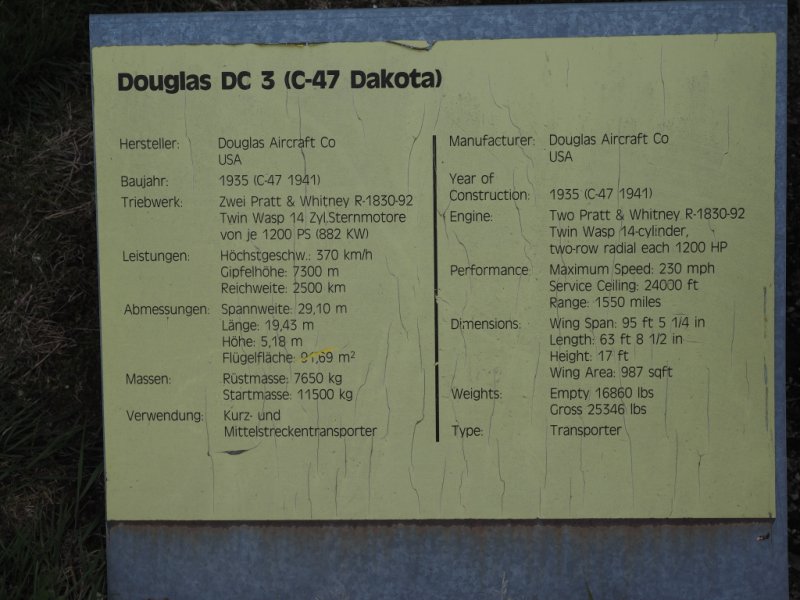 Douglas DC 3 (C-47 Dakota)
Hersteller: Douglas Aircraft Co
USA
Baujahr: 1935 (C-47 1941)
Triebwerk: Zwei Pratt & Whitney R-1830-92
Twin Wasp 14 Zyl.Sternmotore
von je 1200 PS (882 KW)
Leistungen: Höchstgeschw.: 370 km/h
Gipfelhöhe: 7300 m
Reichweite: 2500 km
Abmessungen: Spannweite: 29,10 m
Länge: 19,43 m
Höhe: 5,18 m
Flügelfläche: 91,69 m²
Massen: Rüstmasse: 7650 kg
Startmasse: 11500 kg
Verwendung: Kurz- und
Mittelstreckentransporter
Manufacturer: Douglas Aircraft Co
USA
Year of
Construction: 1935 (C-47 1941)
Engine: Two Pratt & Whitney R-1830-92
Twin Wasp 14-cylinder,
two-row radial each 1200 HP
Performance: Maximum Speed: 230 mph
Service Ceiling: 24000 ft
Range: 1550 miles
Dimensions: Wing Span: 95 ft 5 1/4 in
Length: 63 ft 8 1/2 in
Height: 17 ft
Wing Area: 987 sqft
Weights: Empty 16860 lbs
Gross 25346 lbs
Type: Transporter